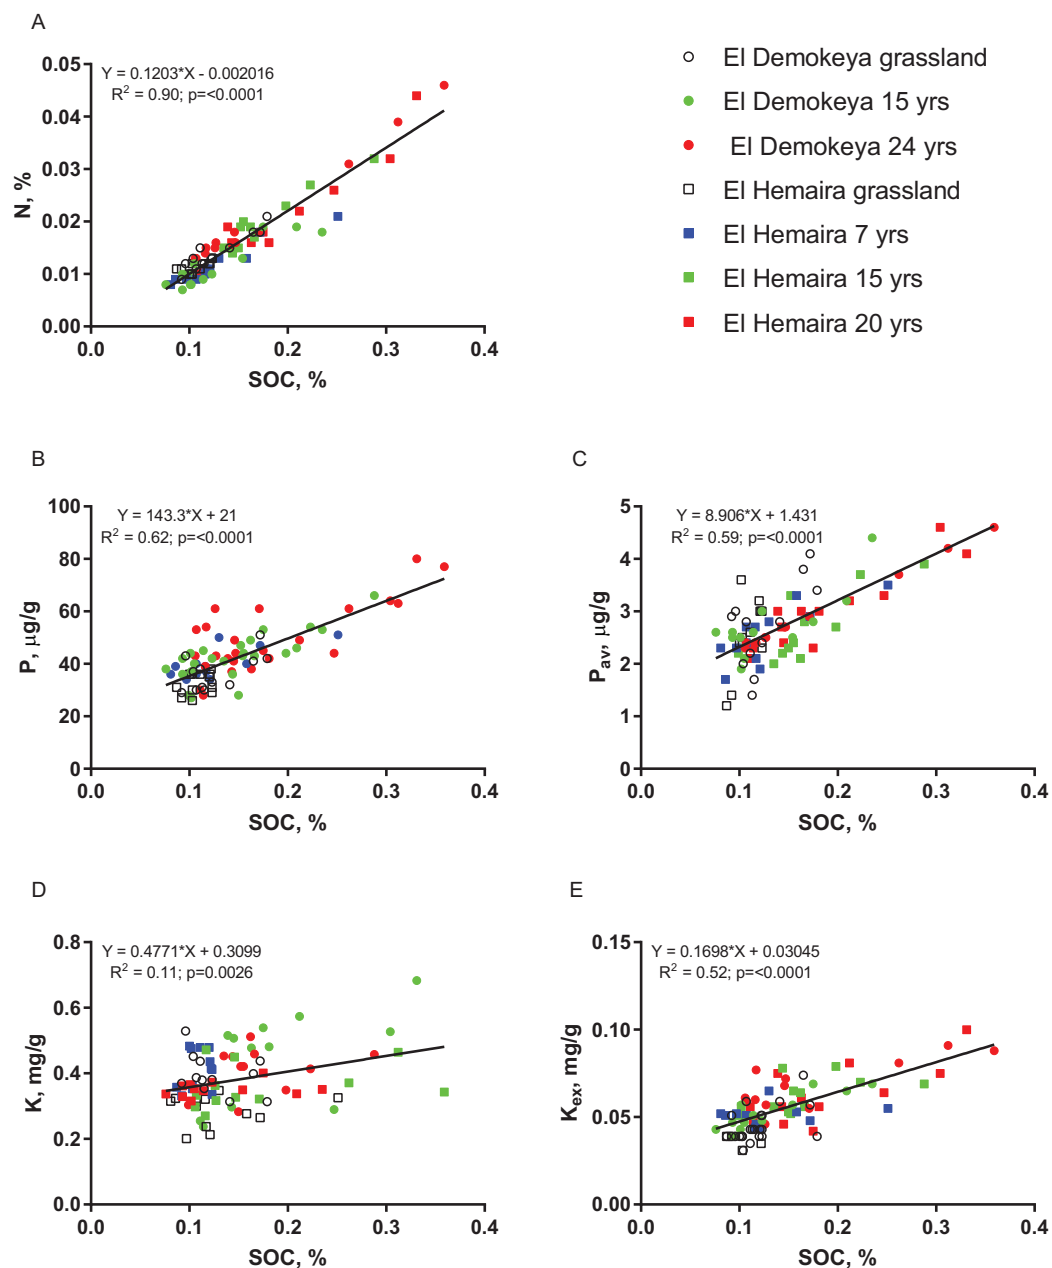 A
Y = 0.1203*X - 0.002016
R² = 0.90; p=<0.0001
N, %
0.05
0.04
0.03
0.02
0.01
0.00
0.0 0.1 0.2 0.3 0.4
SOC, %
El Demokeya grassland
El Demokeya 15 yrs
El Demokeya 24 yrs
El Hemaira grassland
El Hemaira 7 yrs
El Hemaira 15 yrs
El Hemaira 20 yrs
B
Y = 143.3*X + 21
R² = 0.62; p=<0.0001
P, µg/g
100
80
60
40
20
0
0.0 0.1 0.2 0.3 0.4
SOC, %
C
Y = 8.906*X + 1.431
R² = 0.59; p=<0.0001
Pav, µg/g
5
4
3
2
1
0
0.0 0.1 0.2 0.3 0.4
SOC, %
D
Y = 0.4771*X + 0.3099
R² = 0.11; p=0.0026
K, mg/g
0.8
0.6
0.4
0.2
0.0
0.0 0.1 0.2 0.3 0.4
SOC, %
E
Y = 0.1698*X + 0.03045
R² = 0.52; p=<0.0001
Kex, mg/g
0.15
0.10
0.05
0.00
0.0 0.1 0.2 0.3 0.4
SOC, %